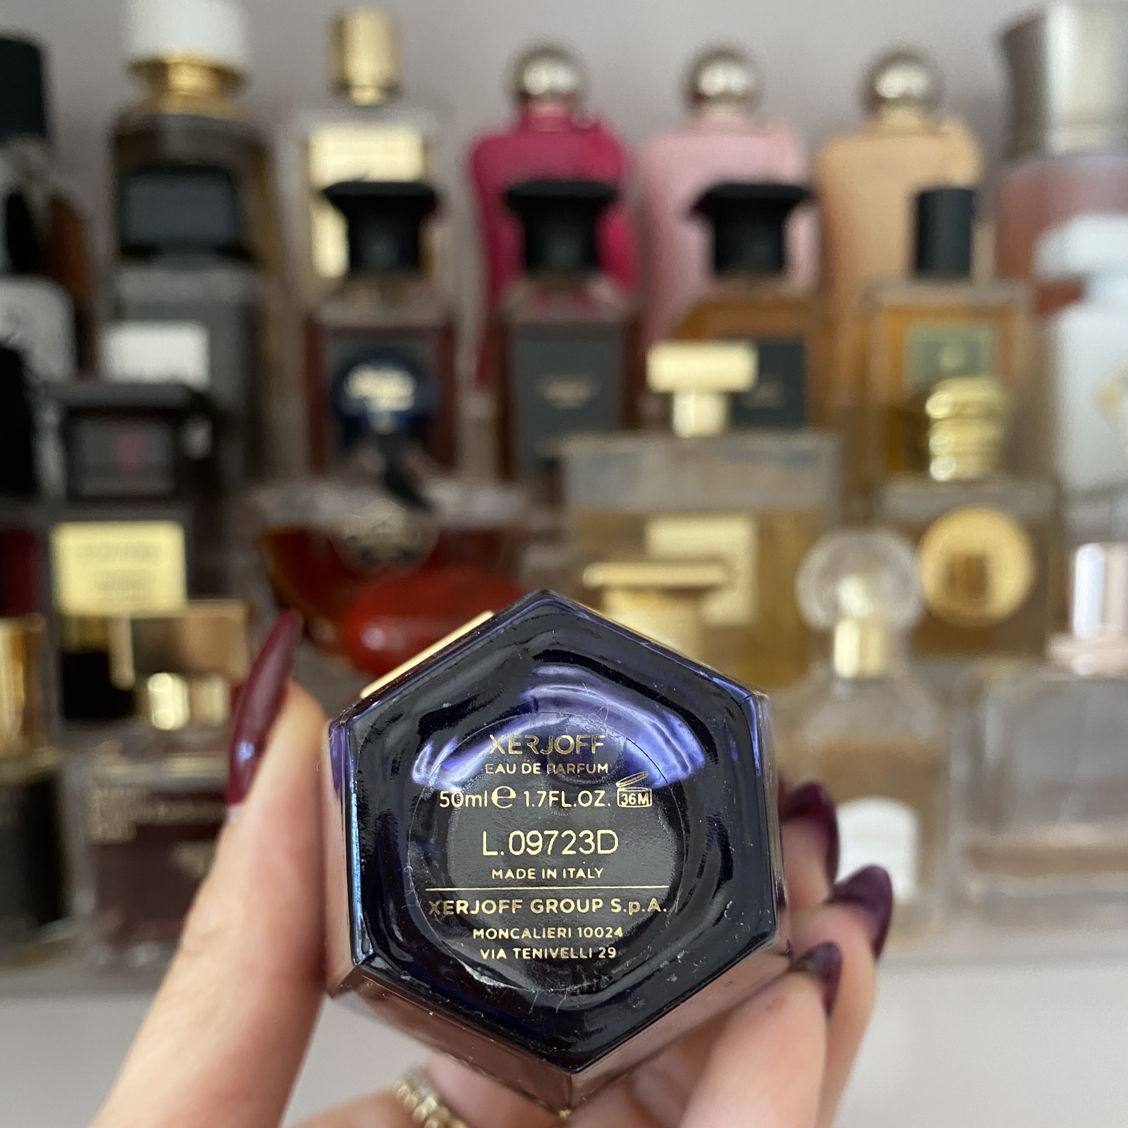 XERJOFF
EAU DE PARFUM
50ml℮ 1.7FL.OZ. 36M
L.09723D
MADE IN ITALY
XERJOFF GROUP S.p.A.
MONCALIERI 10024
VIA TENIVELLI 29